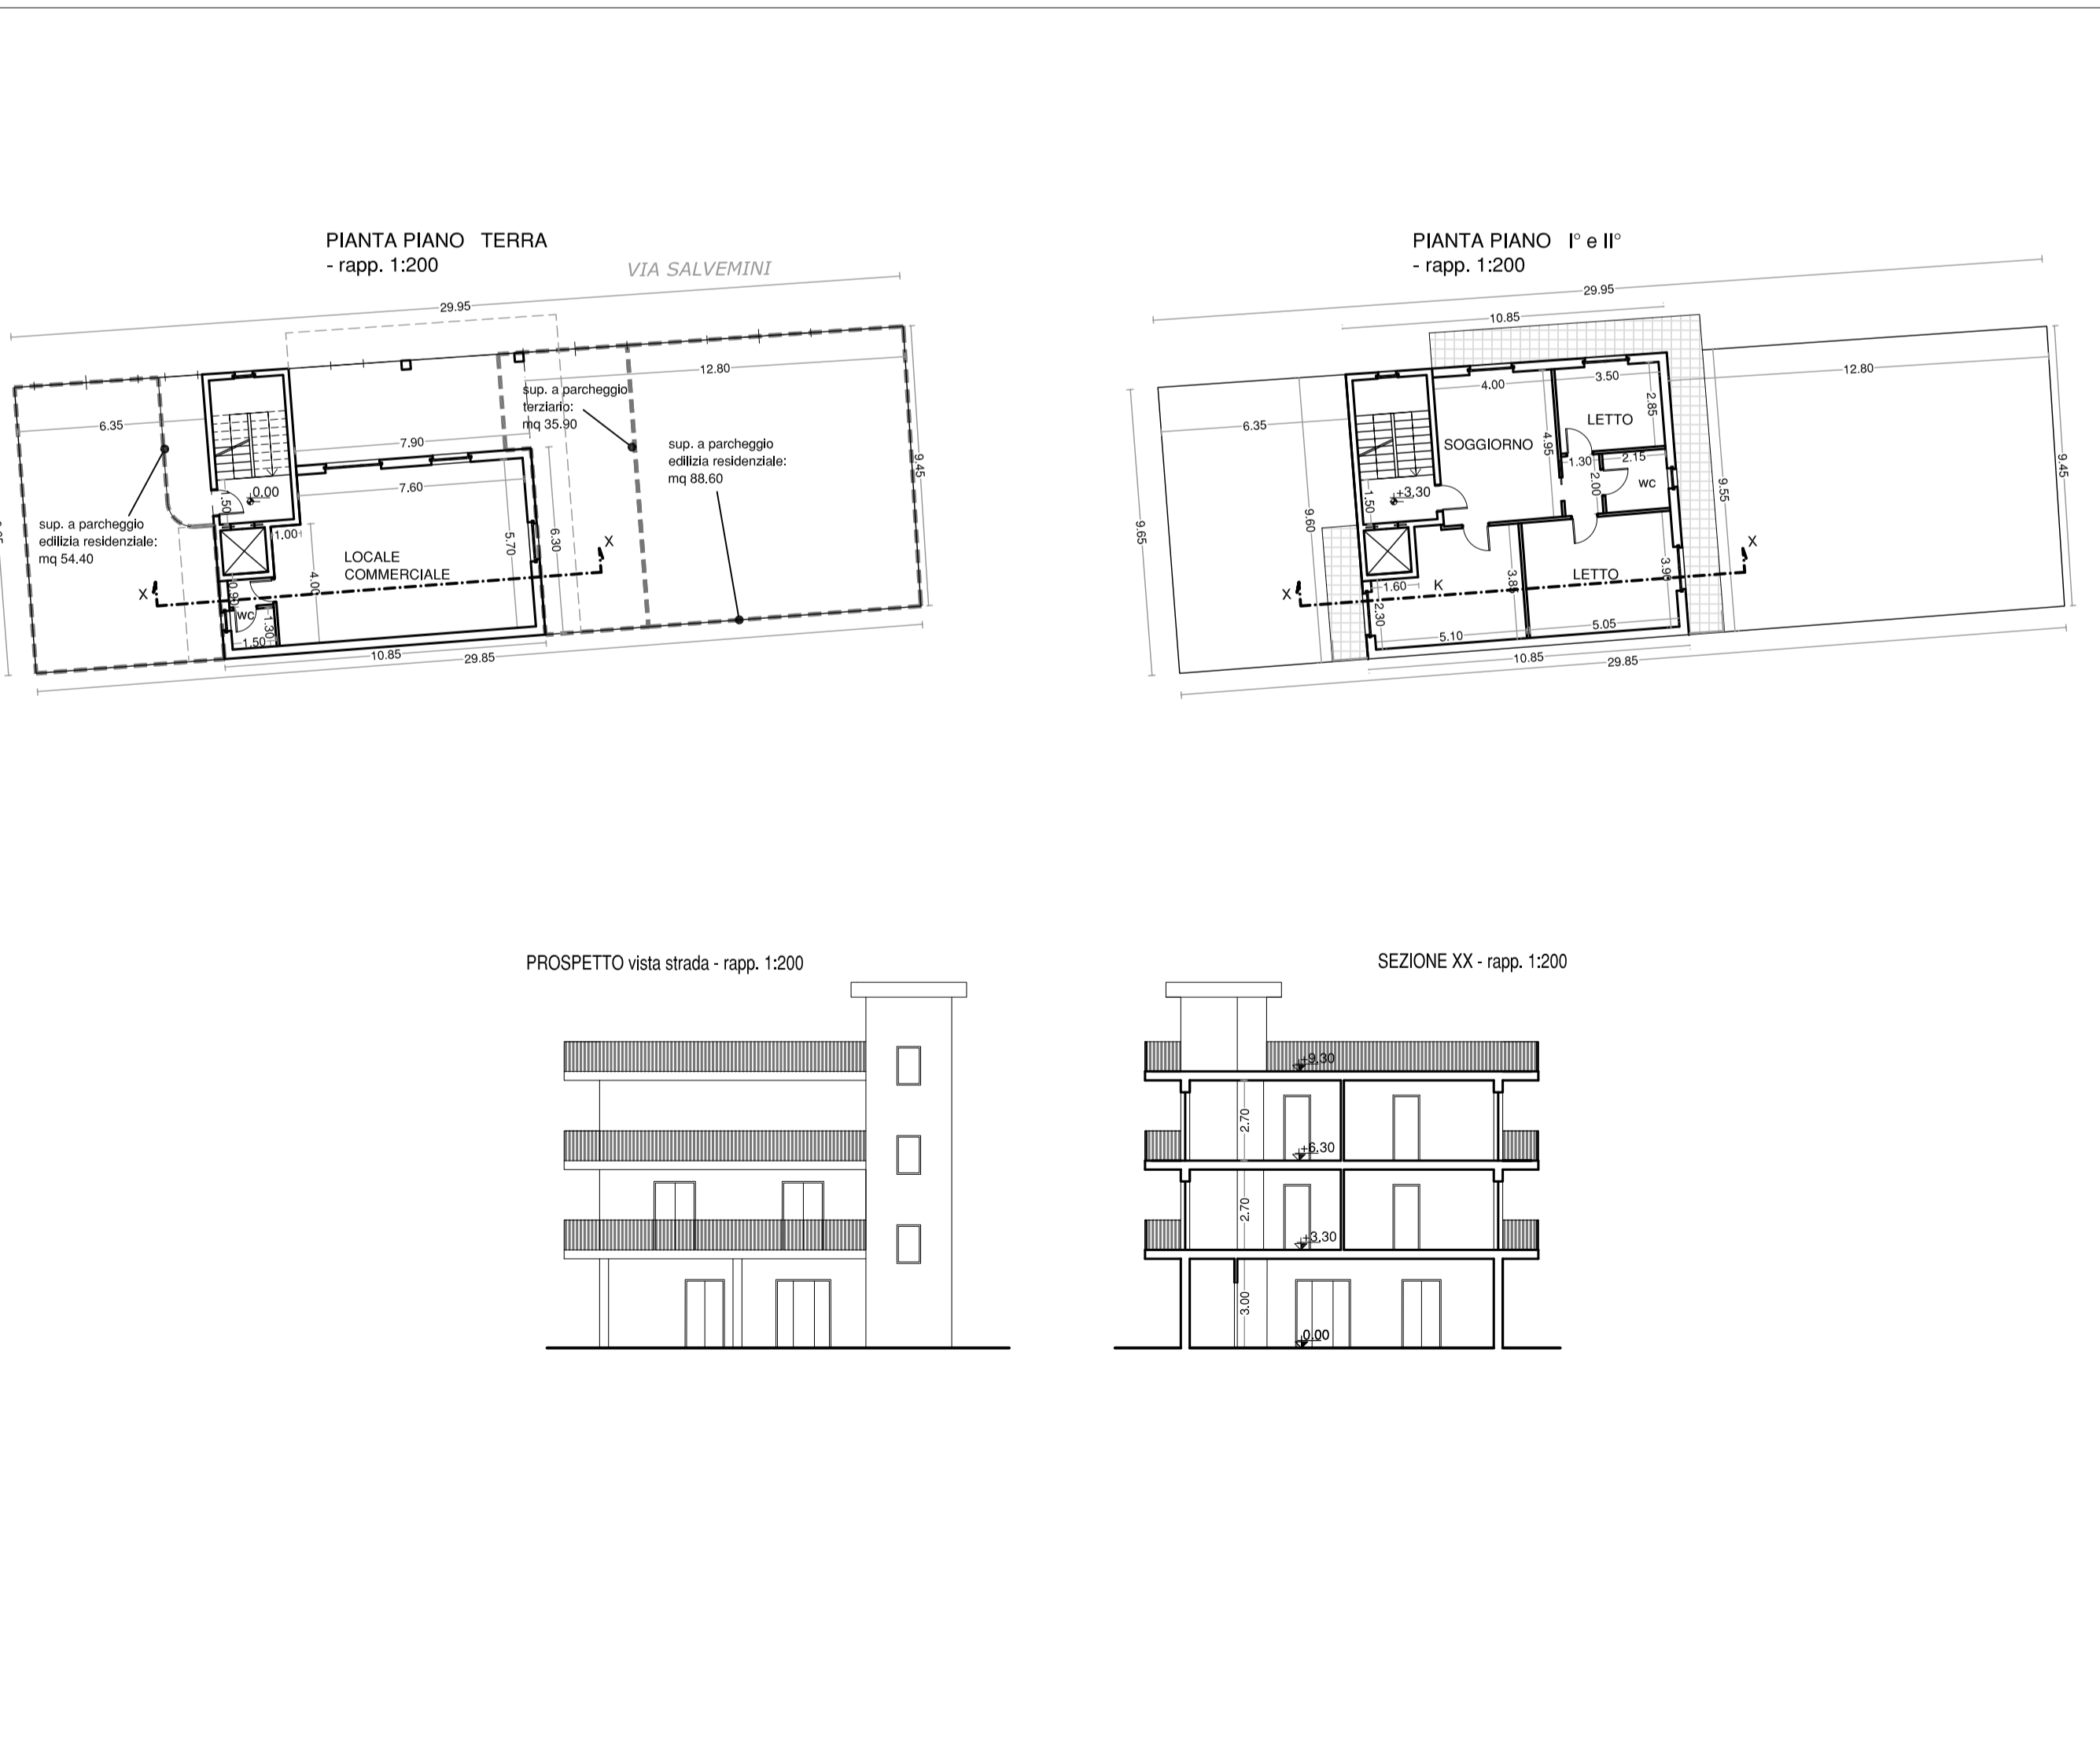 PIANTA PIANO TERRA
- rapp. 1:200
VIA SALVEMINI
29.95
12.80
6.35
sup. a parcheggio
terziario:
mq 35.90
sup. a parcheggio
edilizia residenziale:
mq 88.60
9.45
7.90
7.60
0.00
1.50
1.00
sup. a parcheggio
edilizia residenziale:
mq 54.40
LOCALE
COMMERCIALE
4.00
5.70
6.30
X
X
0.90
wc
1.30
1.50
10.85
29.85
PIANTA PIANO I° e II°
- rapp. 1:200
29.95
10.85
12.80
6.35
4.00
3.50
2.85
LETTO
SOGGIORNO
4.95
1.30
2.15
2.00
wc
+3.30
1.50
9.65
9.60
9.55
9.45
X
X
1.60
K
3.85
LETTO
3.90
2.30
5.10
5.05
10.85
29.85
PROSPETTO vista strada - rapp. 1:200
SEZIONE XX - rapp. 1:200
+9.30
2.70
+6.30
2.70
+3.30
3.00
0.00